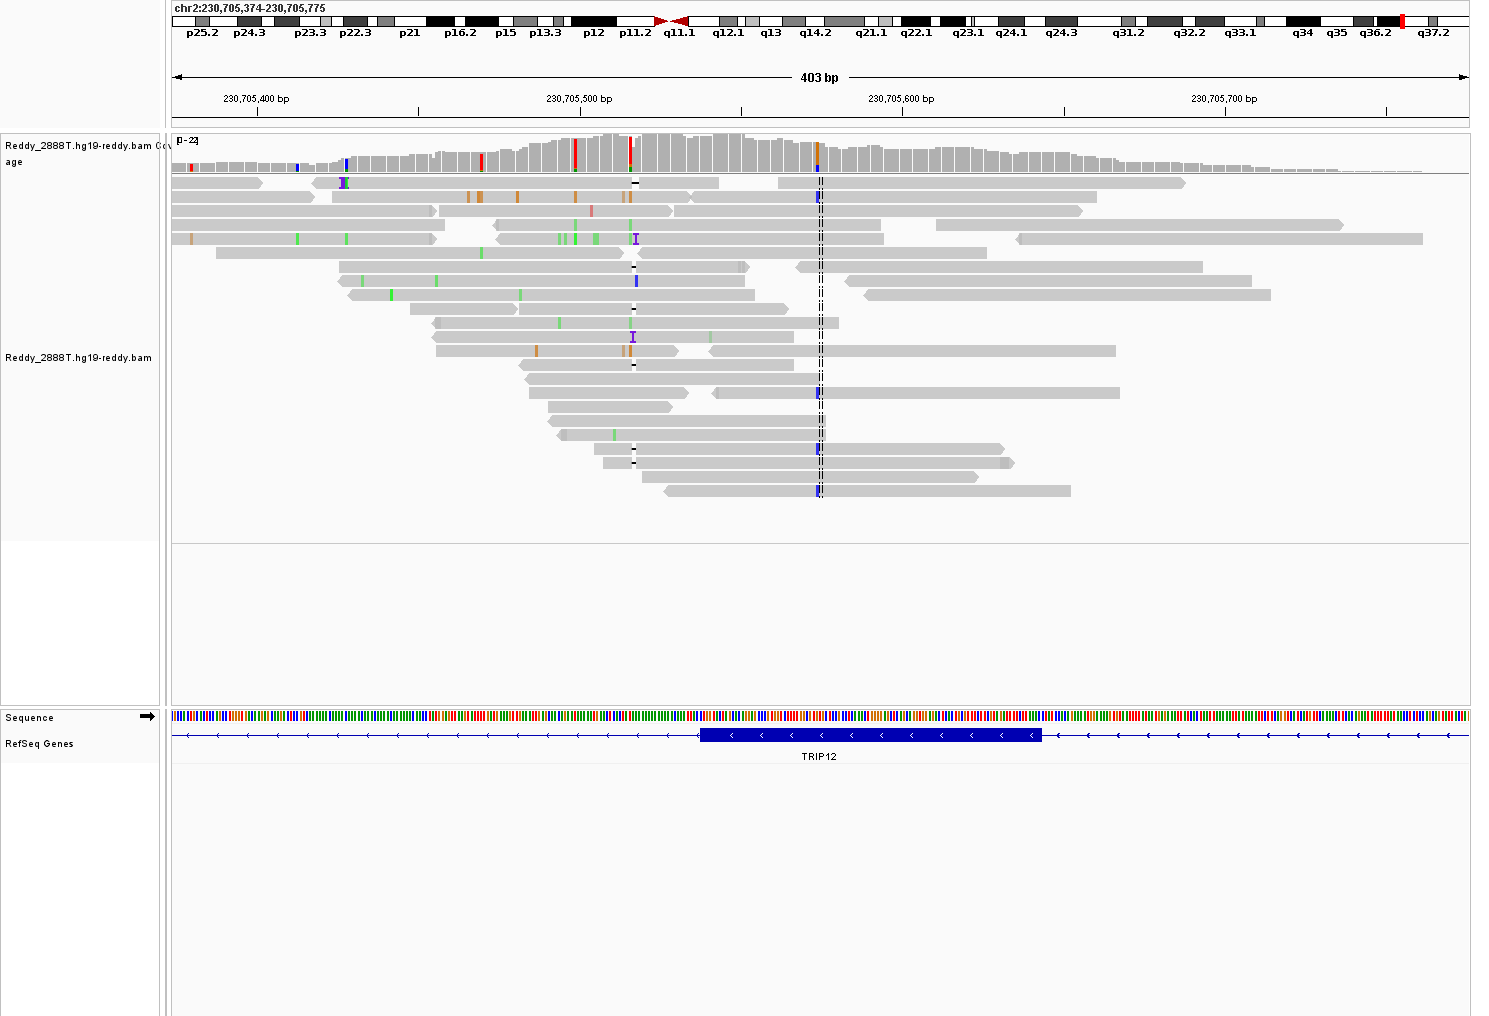 chr2:230,705,374-230,705,775
p25.2 p24.3 p23.3 p22.3 p21 p16.2 p15 p13.3 p12 p11.2 q11.1 q12.1 q13 q14.2 q21.1 q22.1 q23.1 q24.1 q24.3 q31.2 q32.2 q33.1 q34 q35 q36.2 q37.2
403 bp
230,705,400 bp 230,705,500 bp 230,705,600 bp 230,705,700 bp
Reddy_2888T.hg19-reddy.bam Cov
age
[0-22]
Reddy_2888T.hg19-reddy.bam
Sequence
RefSeq Genes
TRIP12